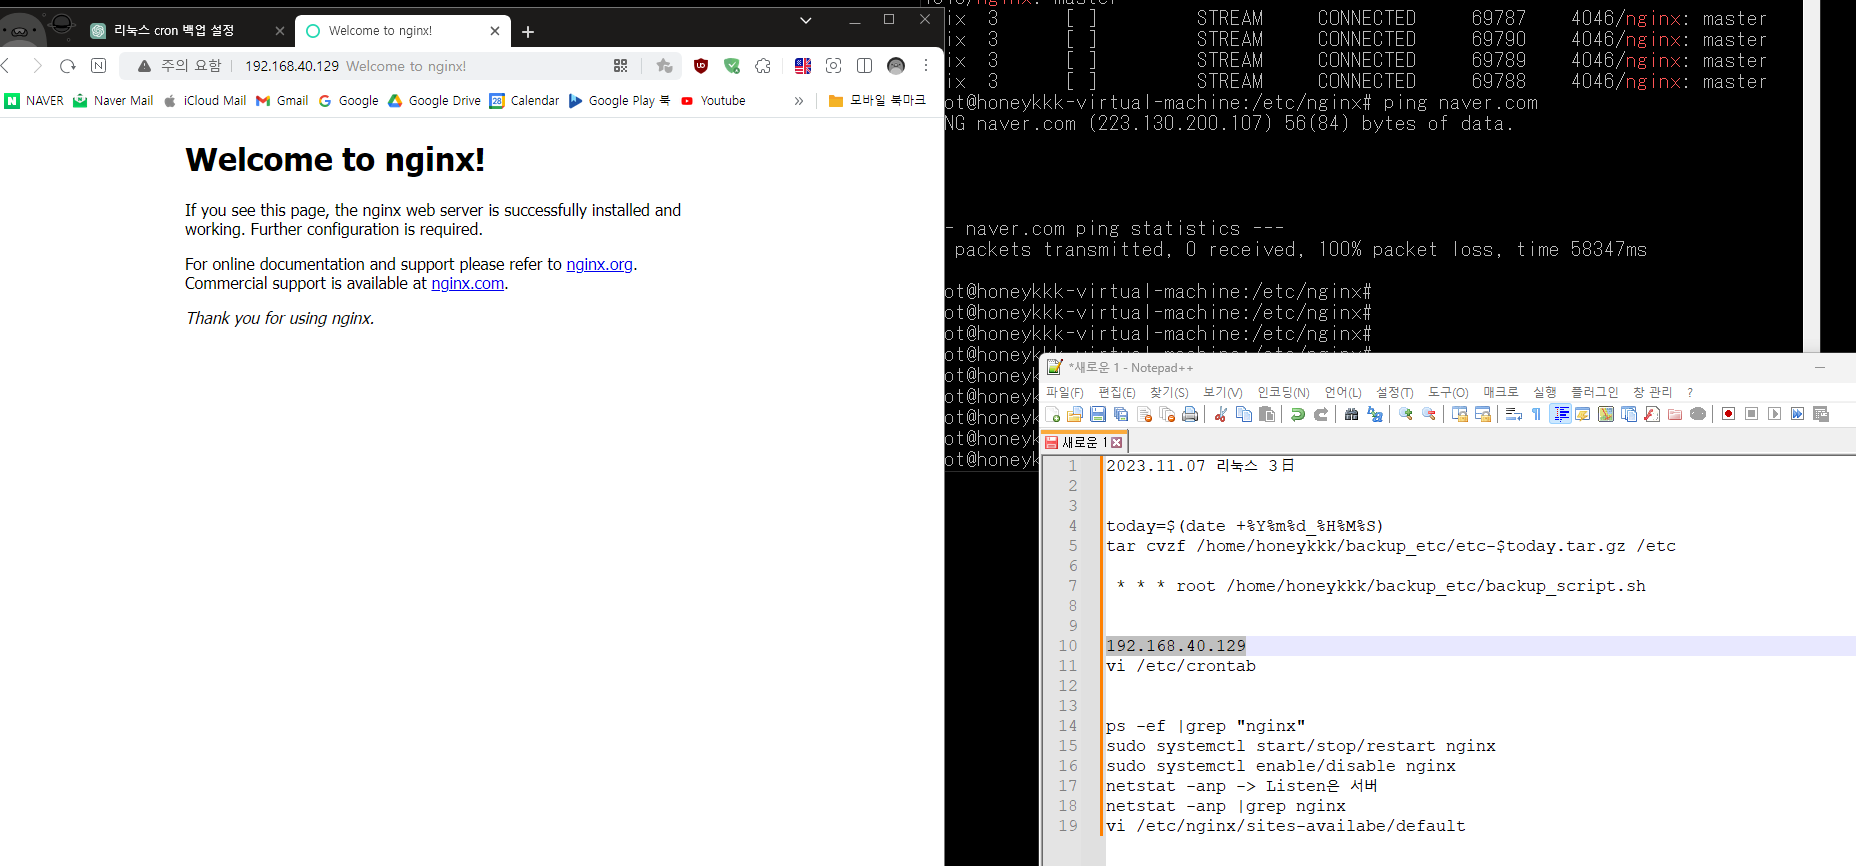 리눅스 cron 백업 설정
Welcome to nginx!
주의 요함
192.168.40.129 Welcome to nginx!
NAVER
Naver Mail
iCloud Mail
Gmail
Google
Google Drive
Calendar
Google Play 북
Youtube
»
모바일 북마크
Welcome to nginx!
If you see this page, the nginx web server is successfully installed and
working. Further configuration is required.
For online documentation and support please refer to nginx.org.
Commercial support is available at nginx.com.
Thank you for using nginx.
ix 3 [ ] STREAM CONNECTED 69787 4046/nginx: master
ix 3 [ ] STREAM CONNECTED 69790 4046/nginx: master
ix 3 [ ] STREAM CONNECTED 69789 4046/nginx: master
ix 3 [ ] STREAM CONNECTED 69788 4046/nginx: master
ot@honeykkk-virtual-machine:/etc/nginx# ping naver.com
NG naver.com (223.130.200.107) 56(84) bytes of data.
- naver.com ping statistics ---
packets transmitted, 0 received, 100% packet loss, time 58347ms
ot@honeykkk-virtual-machine:/etc/nginx#
ot@honeykkk-virtual-machine:/etc/nginx#
ot@honeykkk-virtual-machine:/etc/nginx#
ot@honeykkk-virtual-machine:/etc/nginx#
ot@honeyk
ot@honeyk
ot@honeyk
ot@honeyk
ot@honeyk
*새로운 1 - Notepad++
파일(F) 편집(E) 찾기(S) 보기(V) 인코딩(N) 언어(L) 설정(T) 도구(O) 매크로 실행 플러그인 창 관리 ?
새로운 1
1 2023.11.07 리눅스 3日
2
3
4 today=$(date +%Y%m%d_%H%M%S)
5 tar cvzf /home/honeykkk/backup_etc/etc-$today.tar.gz /etc
6
7 * * * root /home/honeykkk/backup_etc/backup_script.sh
8
9
10 192.168.40.129
11 vi /etc/crontab
12
13
14 ps -ef |grep "nginx"
15 sudo systemctl start/stop/restart nginx
16 sudo systemctl enable/disable nginx
17 netstat -anp -> Listen은 서버
18 netstat -anp |grep nginx
19 vi /etc/nginx/sites-availabe/default